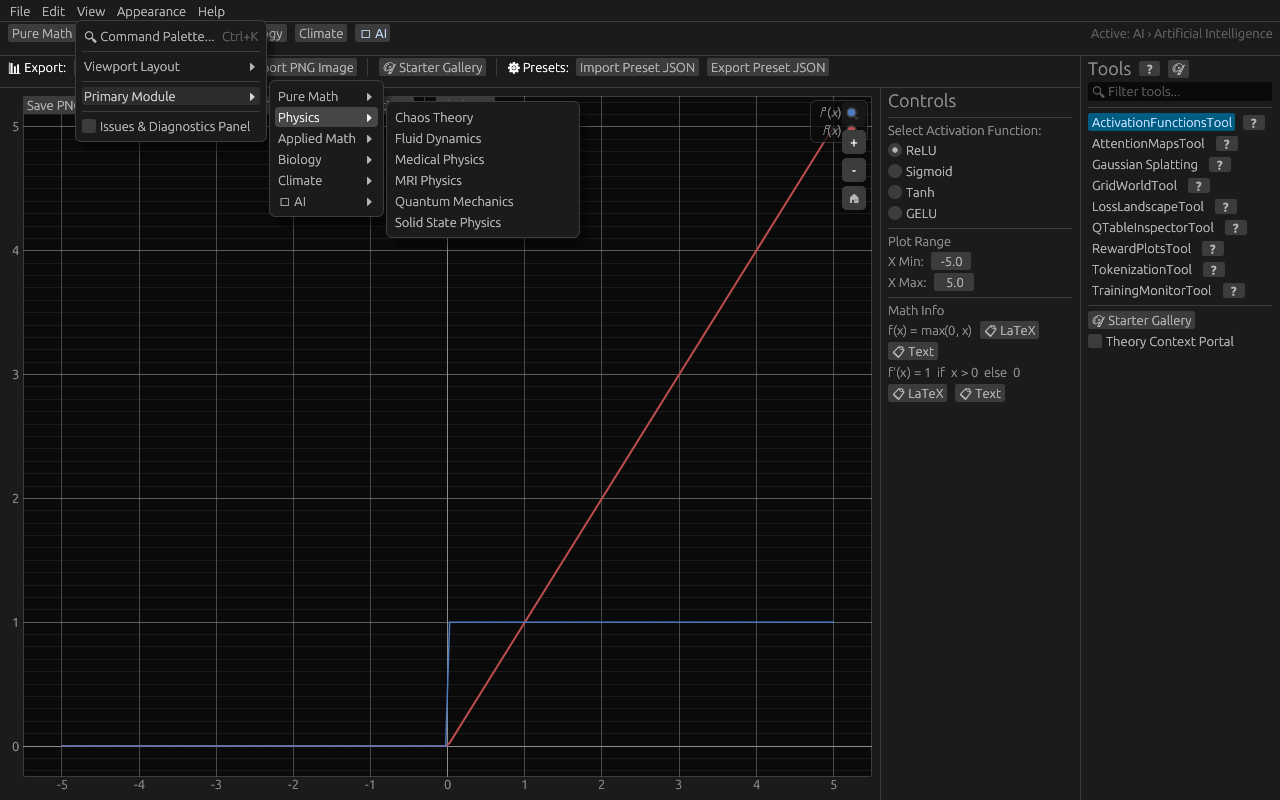 File Edit View Appearance Help
Pure Math gy Climate AI Active: AI › Artificial Intelligence
Command Palette... Ctrl+K
Export: ort PNG Image Starter Gallery Presets: Import Preset JSON Export Preset JSON
Viewport Layout
Primary Module
Issues & Diagnostics Panel
Save PN
Pure Math
Physics
Applied Math
Biology
Climate
AI
Chaos Theory
Fluid Dynamics
Medical Physics
MRI Physics
Quantum Mechanics
Solid State Physics
f'(x)
f(x)
+
-
5
4
3
2
1
0
-5 -4 -3 -2 -1 0 1 2 3 4 5
Controls
Select Activation Function:
ReLU
Sigmoid
Tanh
GELU
Plot Range
X Min: -5.0
X Max: 5.0
Math Info
f(x) = max(0, x) LaTeX
Text
f'(x) = 1 if x > 0 else 0
LaTeX Text
Tools ?
Filter tools...
ActivationFunctionsTool ?
AttentionMapsTool ?
Gaussian Splatting ?
GridWorldTool ?
LossLandscapeTool ?
QTableInspectorTool ?
RewardPlotsTool ?
TokenizationTool ?
TrainingMonitorTool ?
Starter Gallery
Theory Context Portal